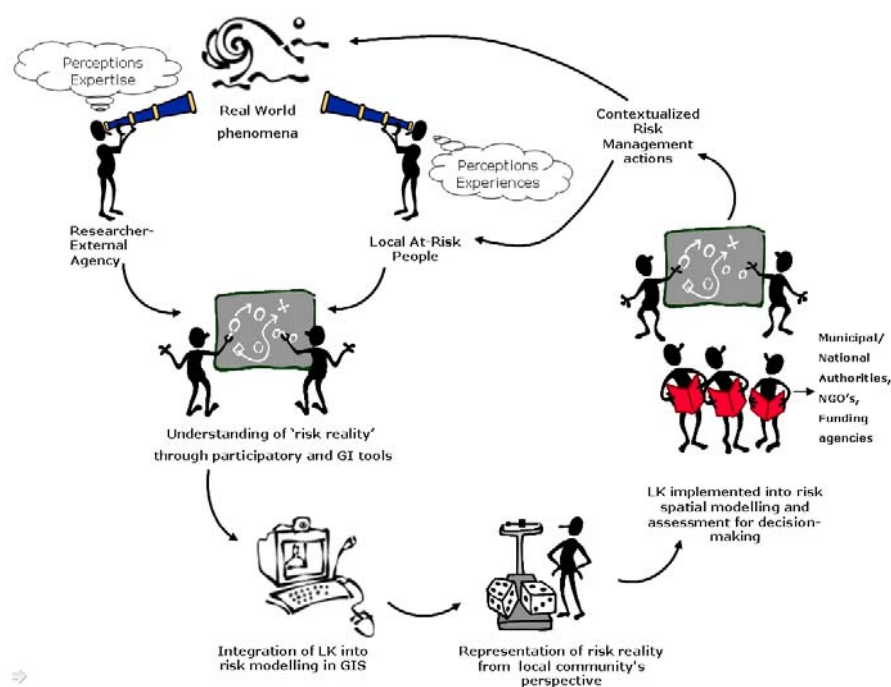 Perceptions
Expertise
Real World
phenomena
Perceptions
Experiences
Contextualized
Risk
Management
actions
Researcher-
External
Agency
Local At-Risk
People
Understanding of 'risk reality'
through participatory and GI tools
Municipal/
National
Authorities,
NGO's,
Funding
agencies
LK implemented into risk
spatial modelling and
assessment for decision-
making
Integration of LK into
risk modelling in GIS
Representation of risk reality
from local community's
perspective